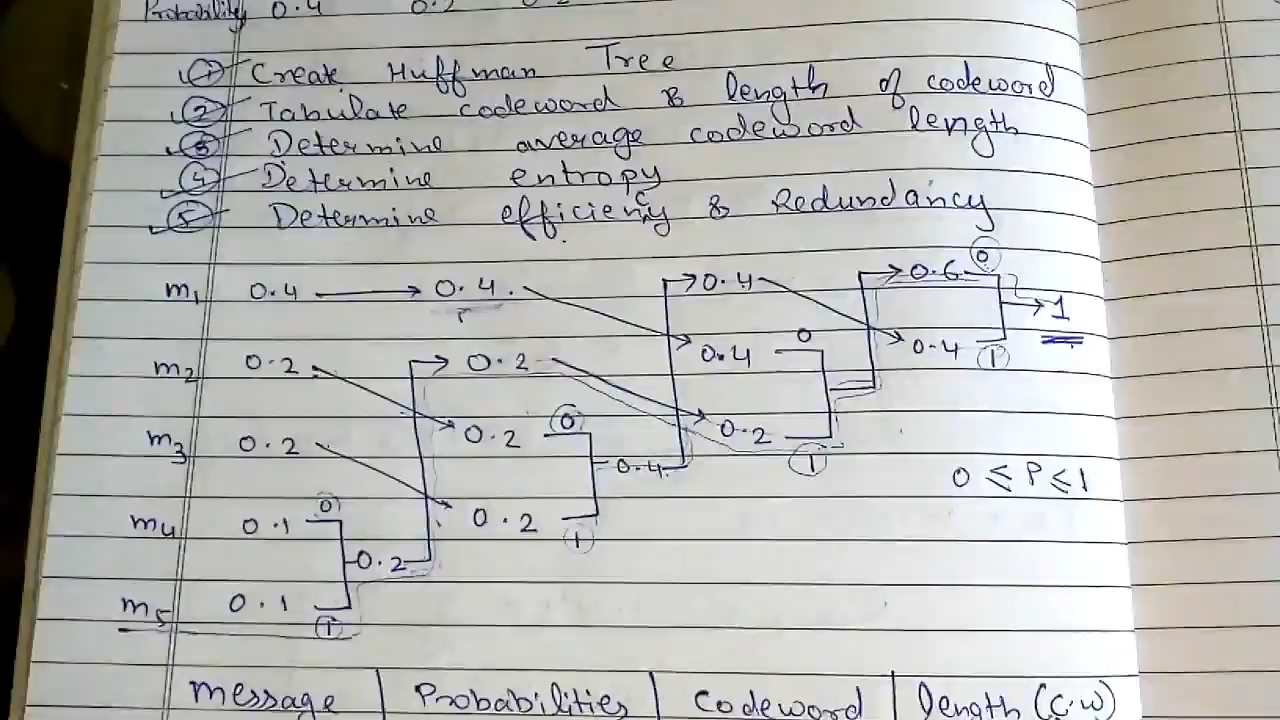 Probability 0.4 0.2 0.2
① Create Huffman Tree
② Tabulate codeword & length of codeword
③ Determine average codeword length
④ Determine entropy
⑤ Determine efficiency & Redundancy
m1 0.4 0.4 0.4 0.6 0 1
0.4 0 0.4 1
m2 0.2 0.2
0.2 0 0.2 1
m3 0.2 0.4 0 ≤ P ≤ 1
m4 0.1 0 0.2 1
0.2
m5 0.1 1
message Probabilities Codeword length (C.W)